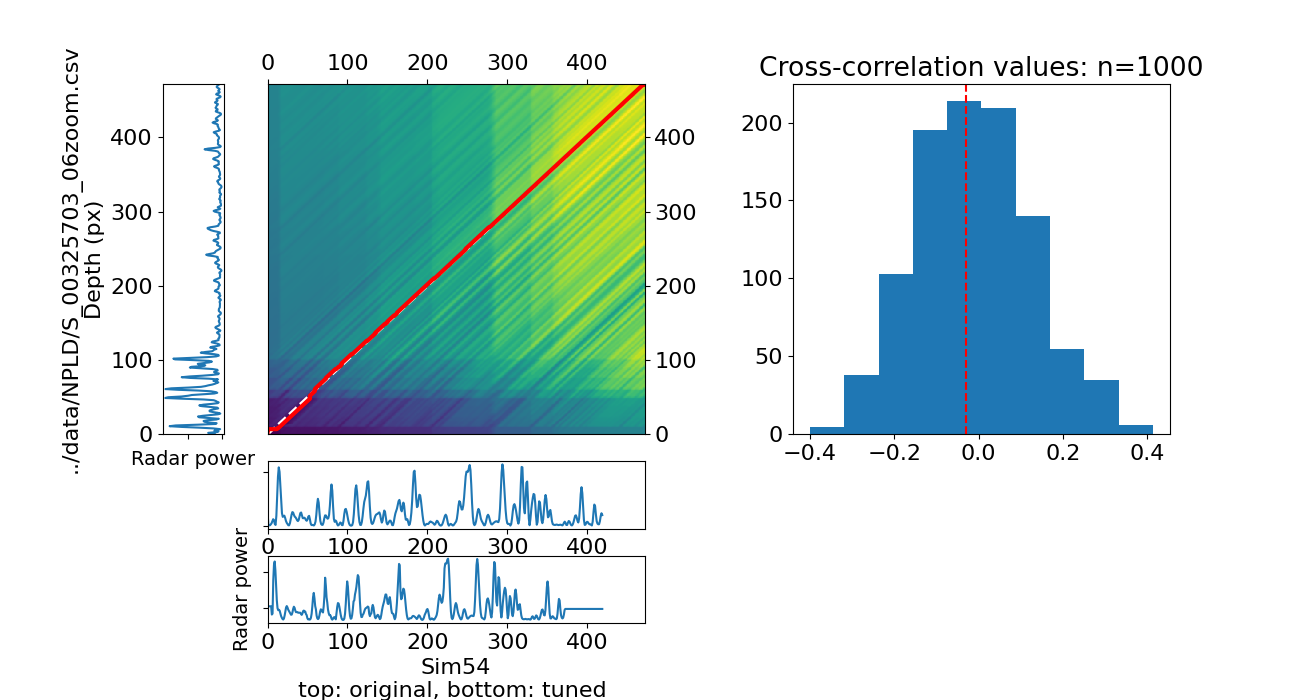 0 100 200 300 400
Cross-correlation values: n=1000
../data/NPLD/S_00325703_06zoom.csv
Depth (px)
400
300
200
100
0
400
300
200
100
0
200
150
100
50
0
−0.4 −0.2 0.0 0.2 0.4
Radar power
0 100 200 300 400
Radar power
0 100 200 300 400
Sim54
top: original, bottom: tuned